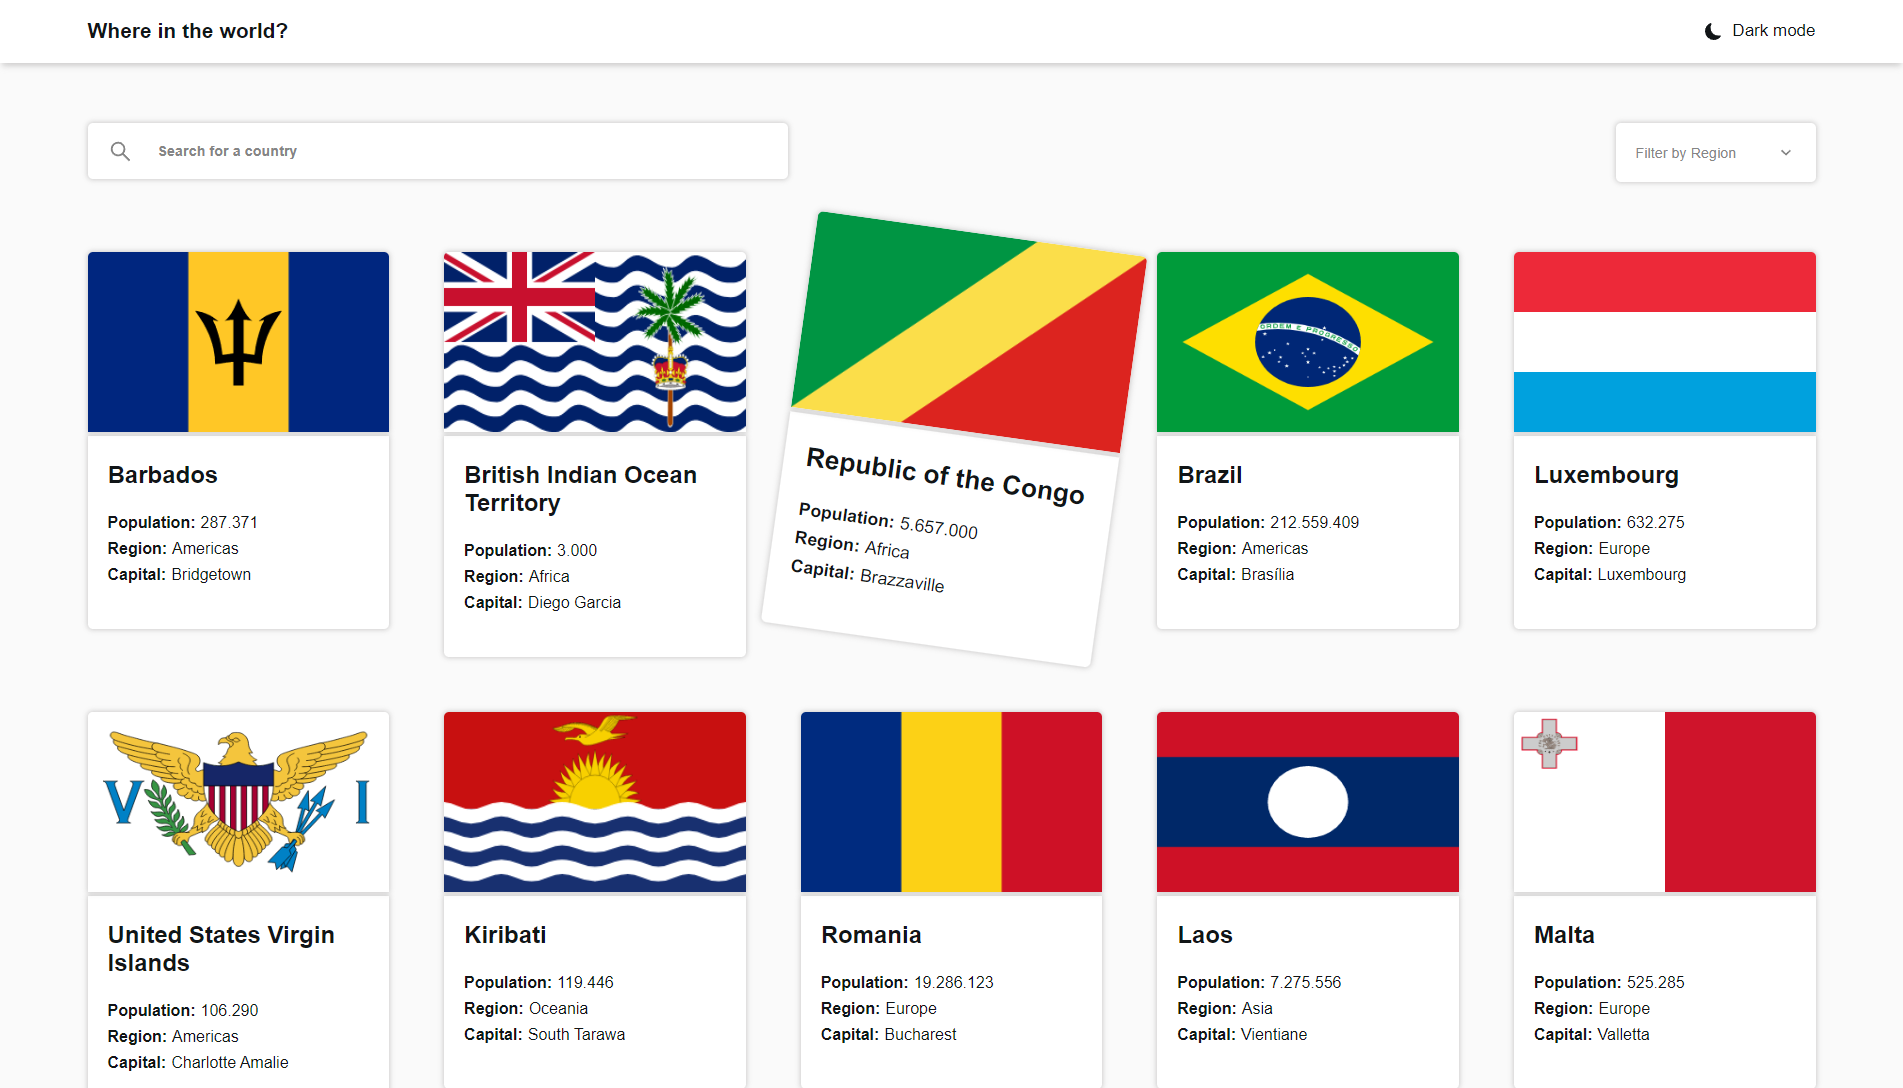 Where in the world?
Dark mode
Search for a country
Filter by Region
Barbados
Population: 287.371
Region: Americas
Capital: Bridgetown
British Indian Ocean
Territory
Population: 3.000
Region: Africa
Capital: Diego Garcia
Republic of the Congo
Population: 5.657.000
Region: Africa
Capital: Brazzaville
ORDEM E PROGRESSO
Brazil
Population: 212.559.409
Region: Americas
Capital: Brasília
Luxembourg
Population: 632.275
Region: Europe
Capital: Luxembourg
V I
United States Virgin
Islands
Population: 106.290
Region: Americas
Capital: Charlotte Amalie
Kiribati
Population: 119.446
Region: Oceania
Capital: South Tarawa
Romania
Population: 19.286.123
Region: Europe
Capital: Bucharest
Laos
Population: 7.275.556
Region: Asia
Capital: Vientiane
Malta
Population: 525.285
Region: Europe
Capital: Valletta